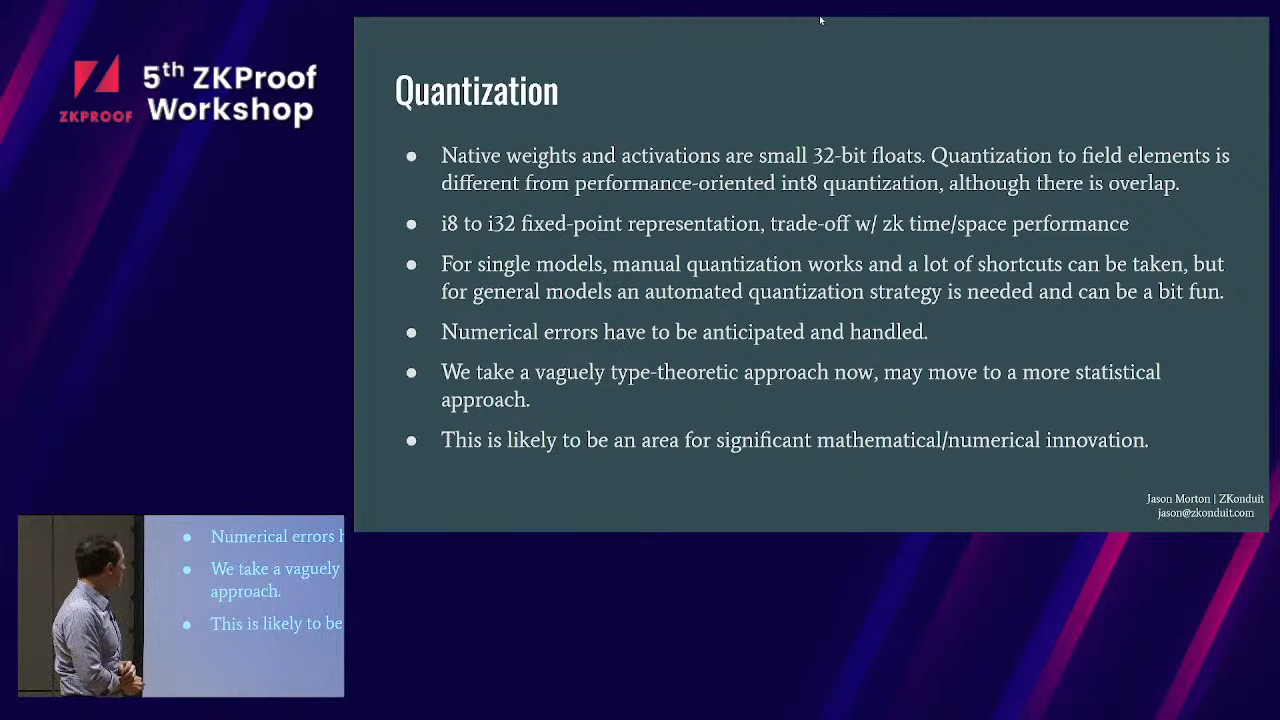 5th ZKProof
Workshop
ZKPROOF
Quantization
● Native weights and activations are small 32-bit floats. Quantization to field elements is
different from performance-oriented int8 quantization, although there is overlap.
● i8 to i32 fixed-point representation, trade-off w/ zk time/space performance
● For single models, manual quantization works and a lot of shortcuts can be taken, but
for general models an automated quantization strategy is needed and can be a bit fun.
● Numerical errors have to be anticipated and handled.
● We take a vaguely type-theoretic approach now, may move to a more statistical
approach.
● This is likely to be an area for significant mathematical/numerical innovation.
Jason Morton | ZKonduit
jason@zkonduit.com
● Numerical errors h
● We take a vaguely
approach.
● This is likely to be